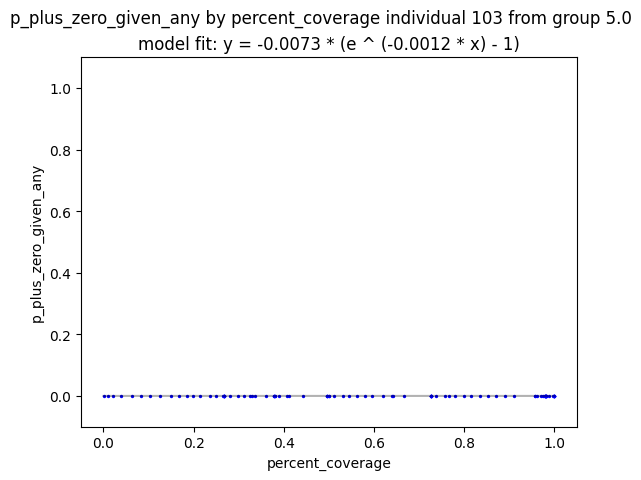 p_plus_zero_given_any by percent_coverage individual 103 from group 5.0
model fit: y = -0.0073 * (e ^ (-0.0012 * x) - 1)
1.0
0.8
0.6
0.4
0.2
0.0
p_plus_zero_given_any
0.0 0.2 0.4 0.6 0.8 1.0
percent_coverage